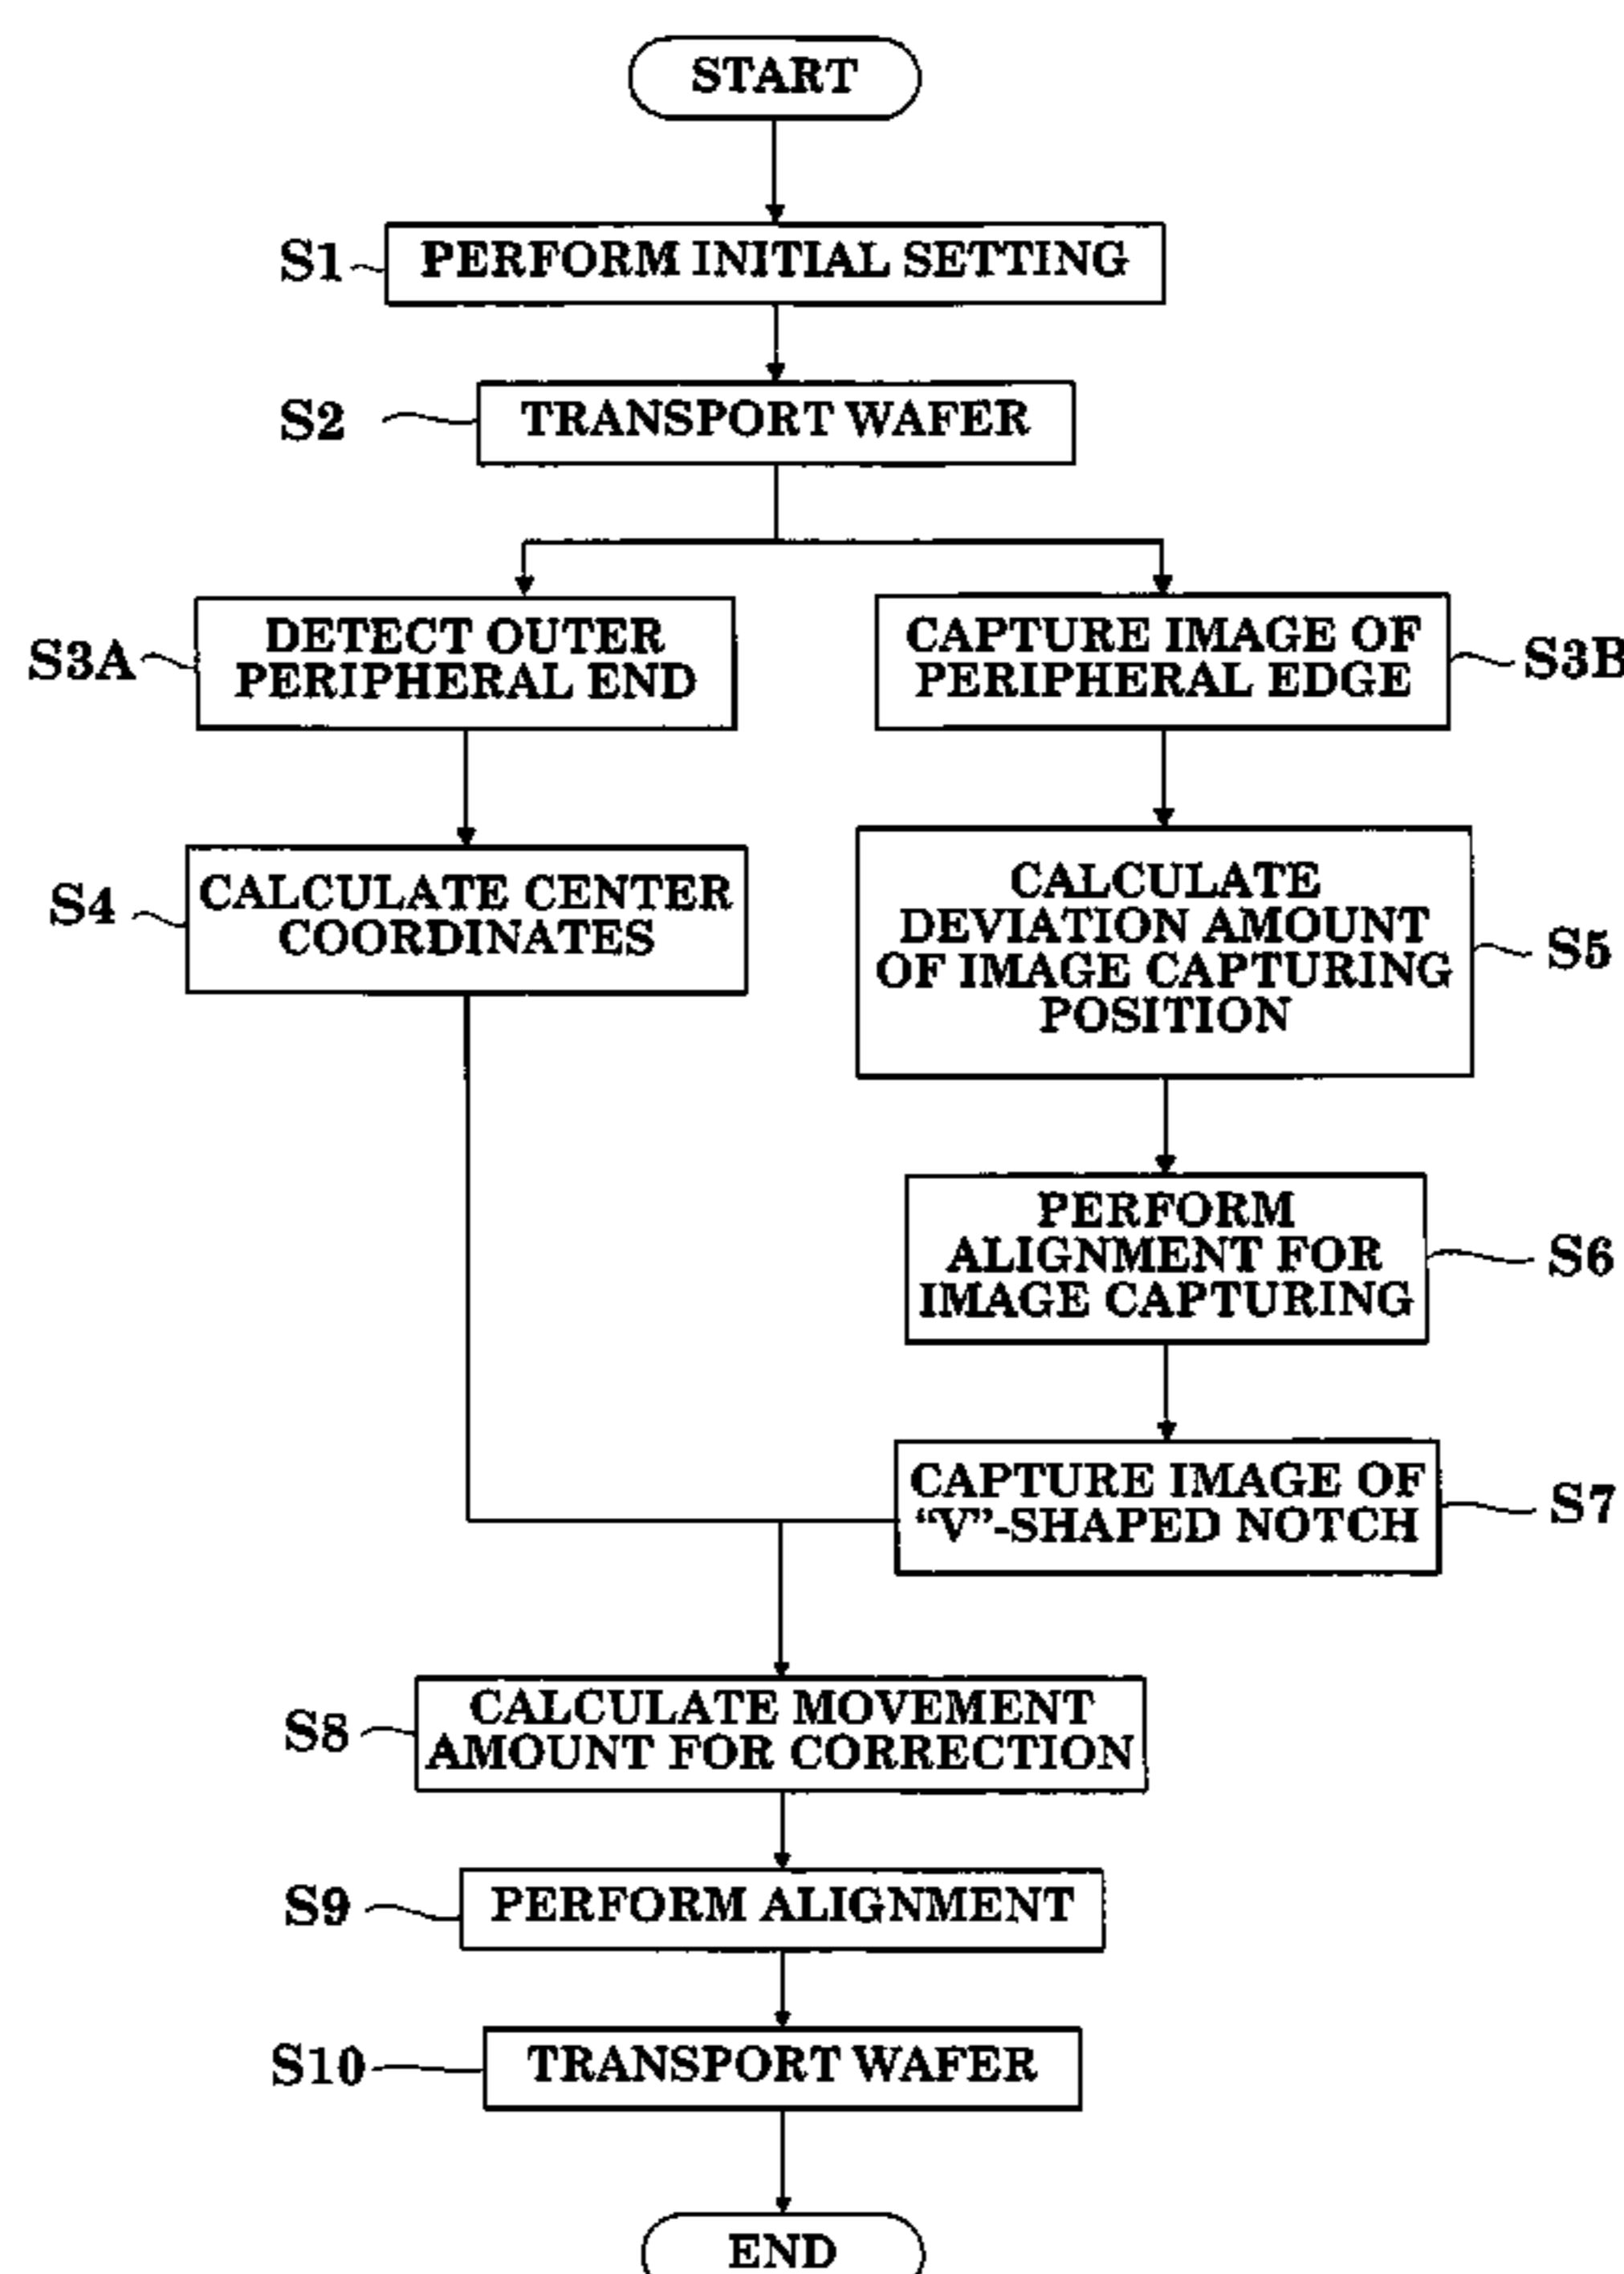 START
S1
PERFORM INITIAL SETTING
S2
TRANSPORT WAFER
S3A
DETECT OUTER
PERIPHERAL END
CAPTURE IMAGE OF
PERIPHERAL EDGE
S3B
S4
CALCULATE CENTER
COORDINATES
CALCULATE
DEVIATION AMOUNT
OF IMAGE CAPTURING
POSITION
S5
PERFORM
ALIGNMENT FOR
IMAGE CAPTURING
S6
CAPTURE IMAGE OF
“V”-SHAPED NOTCH
S7
S8
CALCULATE MOVEMENT
AMOUNT FOR CORRECTION
S9
PERFORM ALIGNMENT
S10
TRANSPORT WAFER
END